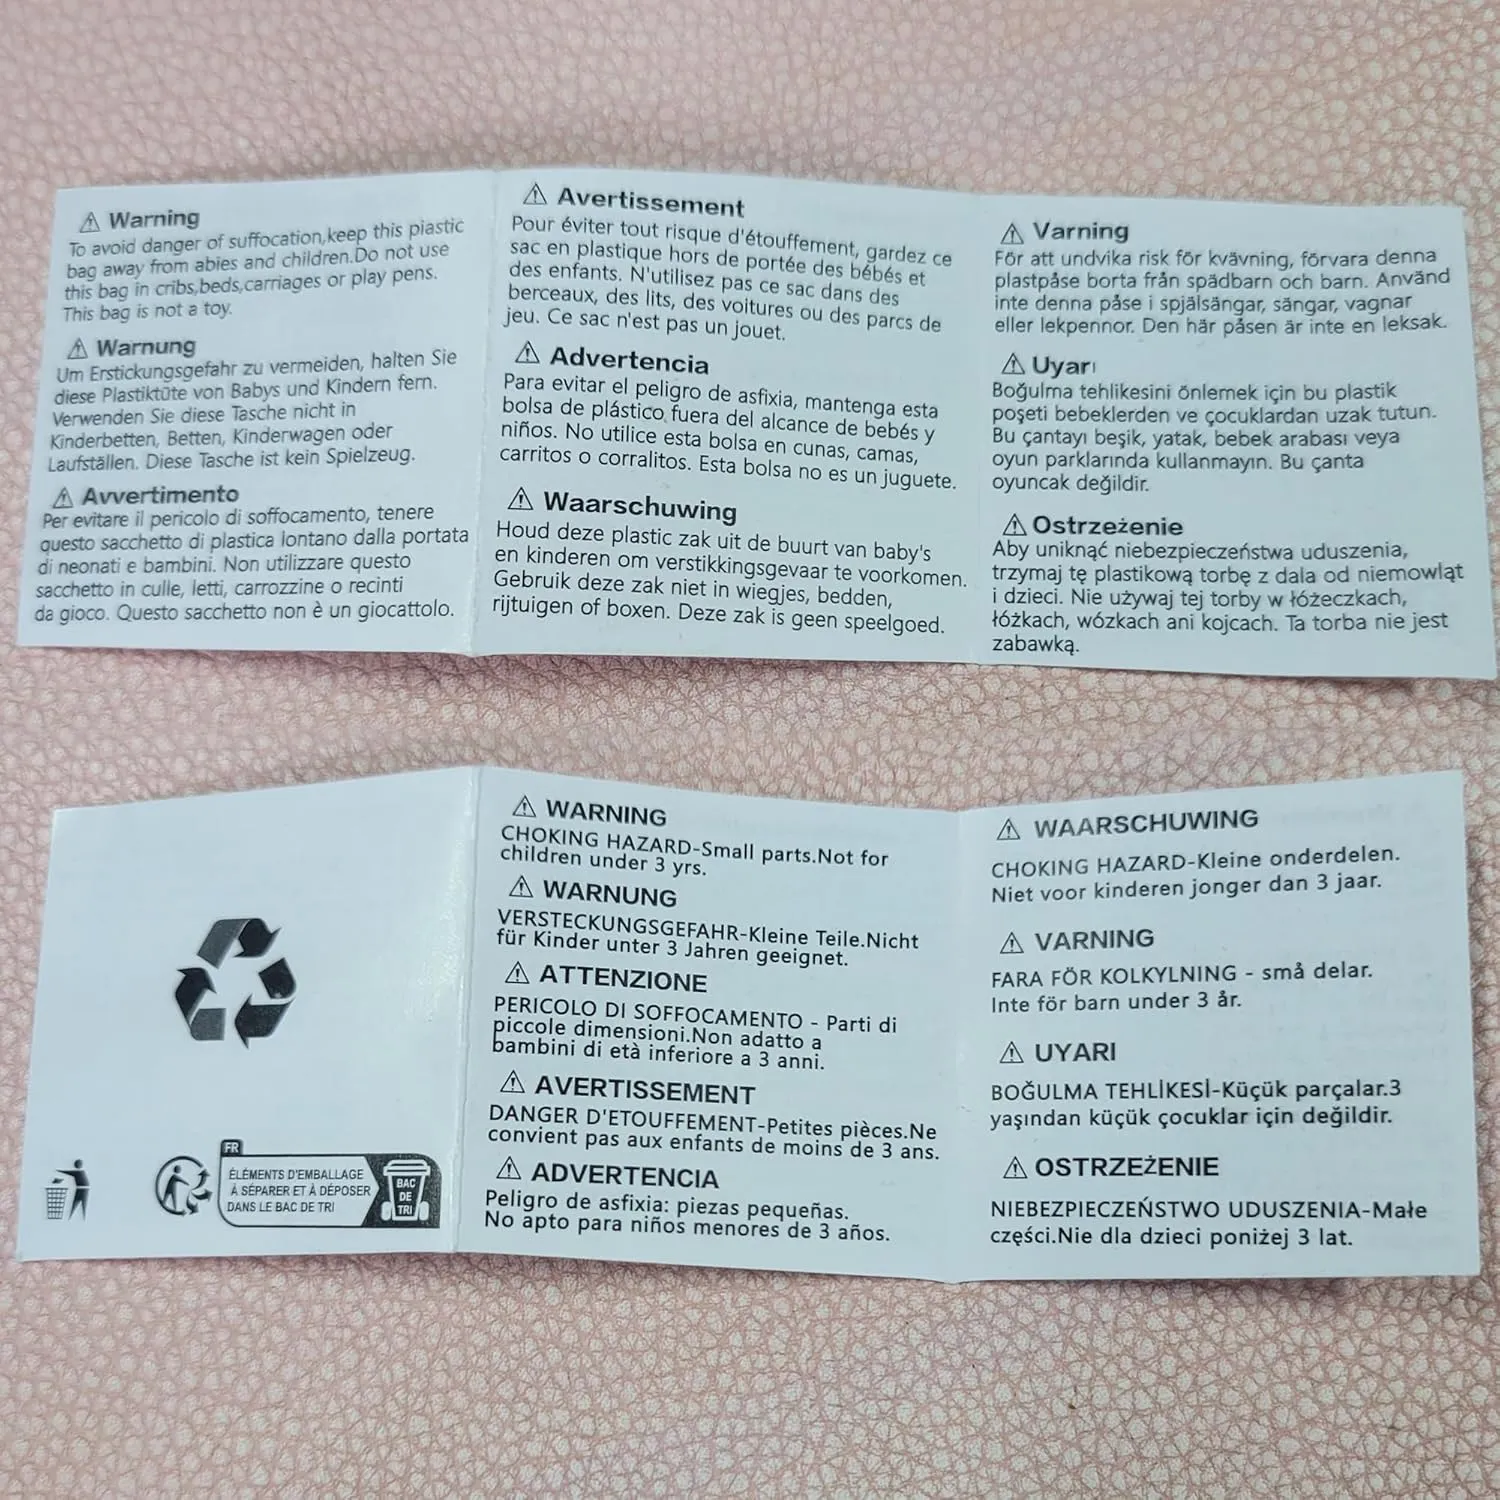 Warning
To avoid danger of suffocation,keep this piastic
bag away from abies and children.Do not use
this bag in cribs,beds,carriages or play pens.
This bag is not a toy.
Warnung
Um Erstickungsgefahr zu vermeiden, halten Sie
diese Plastiktüte von Babys und Kindern fern.
Verwenden Sie diese Tasche nicht in
Kinderbetten, Betten, Kinderwagen oder
Laufställen. Diese Tasche ist kein Spielzeug.
Avvertimento
Per evitare il pericolo di soffocamento, tenere
questo sacchetto di plastica lontano dalla portata
di neonati e bambini. Non utilizzare questo
sacchetto in culle, letti, carrozzine o recinti
da gioco. Questo sacchetto non è un giocattolo.
Avertissement
Pour éviter tout risque d'étouffement, gardez ce
sac en plastique hors de portée des bébés et
des enfants. N'utilisez pas ce sac dans des
berceaux, des lits, des voitures ou des parcs de
jeu. Ce sac n'est pas un jouet.
Advertencia
Para evitar el peligro de asfixia, mantenga esta
bolsa de plástico fuera del alcance de bebés y
niños. No utilice esta bolsa en cunas, camas,
carritos o corralitos. Esta bolsa no es un juguete.
Waarschuwing
Houd deze plastic zak uit de buurt van baby's
en kinderen om verstikkingsgevaar te voorkomen.
Gebruik deze zak niet in wiegjes, bedden,
rijtuigen of boxen. Deze zak is geen speelgoed.
Varning
För att undvika risk för kvävning, förvara denna
plastpåse borta från spädbarn och barn. Använd
inte denna påse i spjälsängar, sängar, vagnar
eller lekpennor. Den här påsen är inte en leksak.
Uyarı
Boğulma tehlikesini önlemek için bu plastik
poşeti bebeklerden ve çocuklardan uzak tutun.
Bu çantayı beşik, yatak, bebek arabası veya
oyun parklarında kullanmayın. Bu çanta
oyuncak değildir.
Ostrzeżenie
Aby uniknąć niebezpieczeństwa uduszenia,
trzymaj tę plastikową torbę z dala od niemowląt
i dzieci. Nie używaj tej torby w łóżeczkach,
łóżkach, wózkach ani kojcach. Ta torba nie jest
zabawką.
FR
ÉLÉMENTS D'EMBALLAGE
À SÉPARER ET À DÉPOSER
DANS LE BAC DE TRI
BAC
DE
TRI
WARNING
CHOKING HAZARD-Small parts.Not for
children under 3 yrs.
WARNUNG
VERSTECKUNGSGEFAHR-Kleine Teile.Nicht
für Kinder unter 3 Jahren geeignet.
ATTENZIONE
PERICOLO DI SOFFOCAMENTO - Parti di
piccole dimensioni.Non adatto a
bambini di età inferiore a 3 anni.
AVERTISSEMENT
DANGER D'ETOUFFEMENT-Petites pièces.Ne
convient pas aux enfants de moins de 3 ans.
ADVERTENCIA
Peligro de asfixia: piezas pequeñas.
No apto para niños menores de 3 años.
WAARSCHUWING
CHOKING HAZARD-Kleine onderdelen.
Niet voor kinderen jonger dan 3 jaar.
VARNING
FARA FÖR KOLKYLNING - små delar.
Inte för barn under 3 år.
UYARI
BOĞULMA TEHLİKESİ-Küçük parçalar.3
yaşından küçük çocuklar için değildir.
OSTRZEŻENIE
NIEBEZPIECZEŃSTWO UDUSZENIA-Małe
części.Nie dla dzieci poniżej 3 lat.